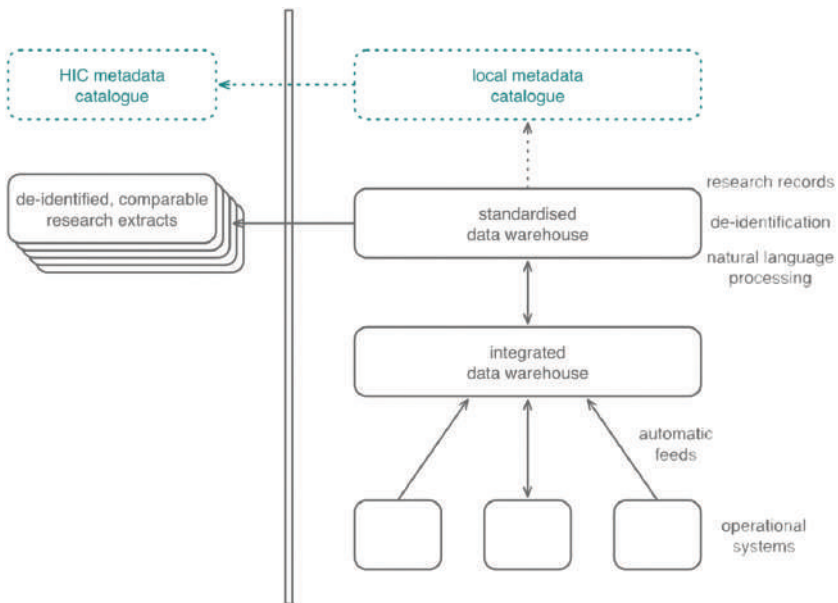 HIC metadata
catalogue
local metadata
catalogue
de-identified, comparable
research extracts
standardised
data warehouse
research records
de-identification
natural language
processing
integrated
data warehouse
automatic
feeds
operational
systems